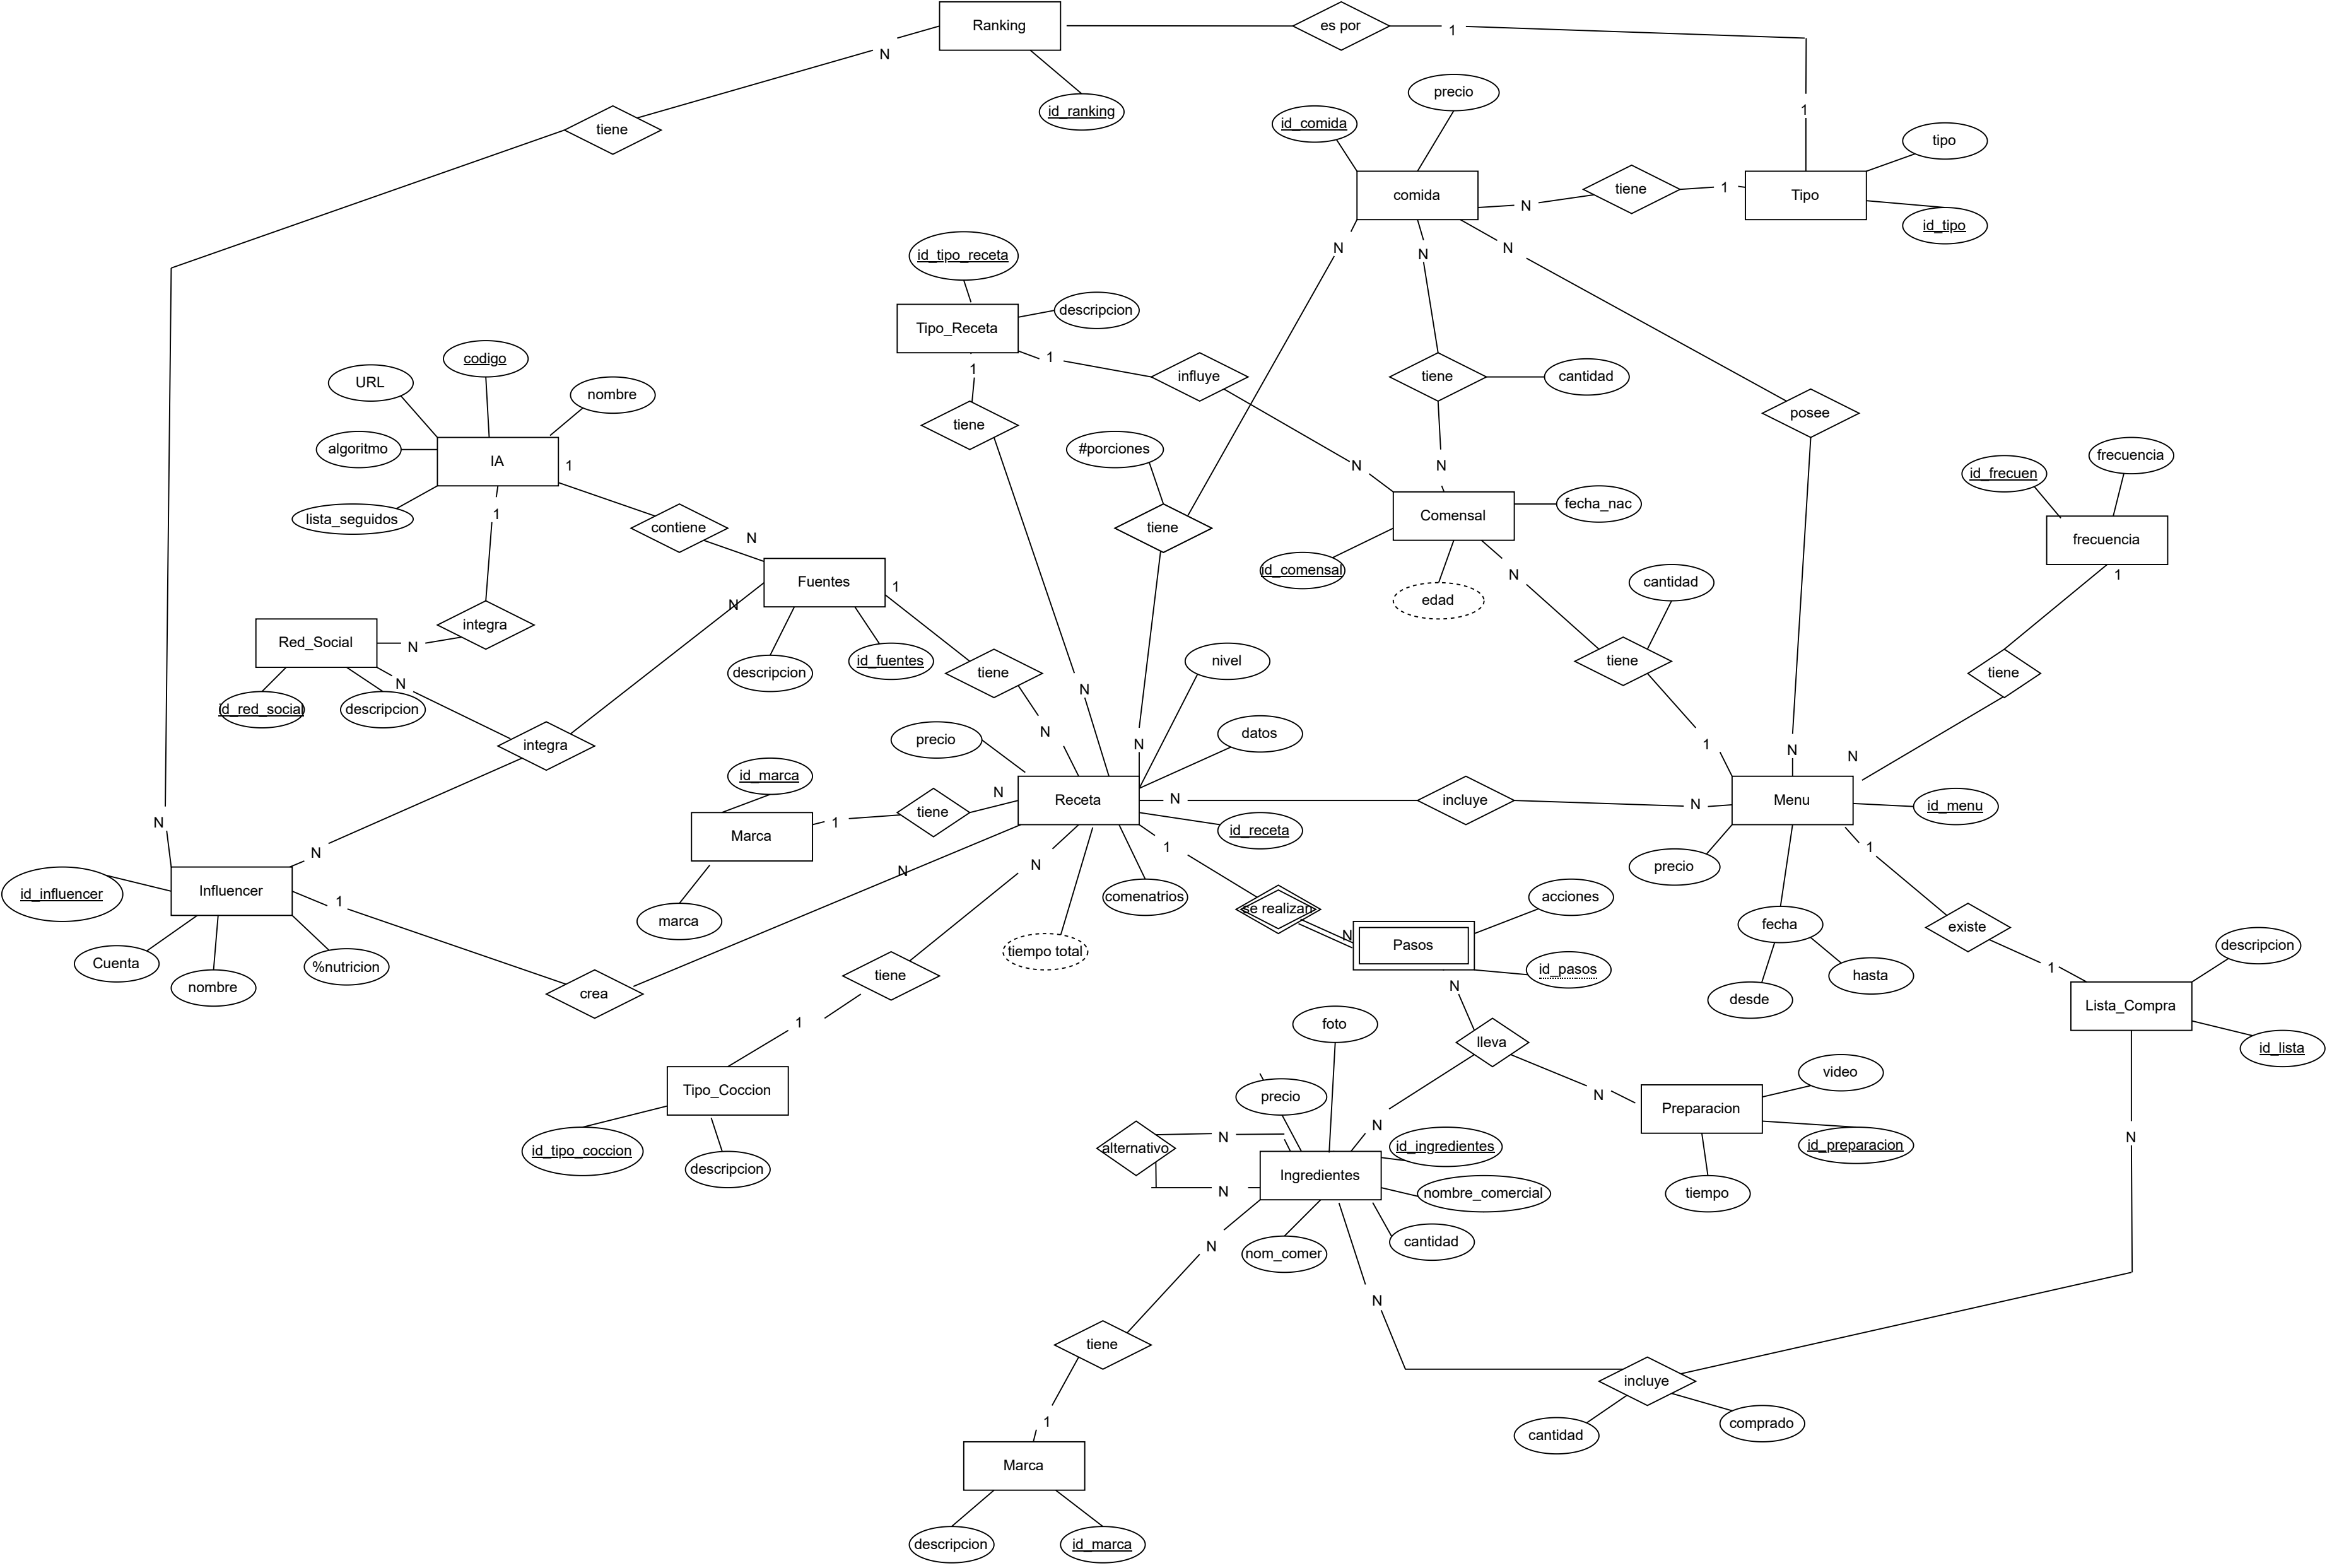 Ranking
es por
1
N
id_ranking
tiene
1
precio
id_comida
tipo
comida
tiene
1
Tipo
N
id_tipo
N
N
N
id_tipo_receta
descripcion
Tipo_Receta
1
1
influye
tiene
cantidad
codigo
URL
nombre
algoritmo
IA
1
lista_seguidos
1
contiene
N
tiene
posee
#porciones
N
N
frecuencia
id_frecuen
fecha_nac
Comensal
tiene
frecuencia
id_comensal
edad
N
1
cantidad
Fuentes
1
N
integra
Red_Social
N
descripcion
id_fuentes
tiene
nivel
tiene
tiene
N
id_red_social
descripcion
N
N
precio
datos
integra
N
1
N
N
id_marca
Receta
N
incluye
N
Menu
id_menu
tiene
N
Marca
1
id_receta
N
N
1
1
precio
N
N
id_influencer
Influencer
1
marca
comenatrios
se realizan
acciones
fecha
existe
Cuenta
nombre
%nutricion
tiempo total
N
Pasos
id_pasos
desde
hasta
1
descripcion
crea
tiene
N
Lista_Compra
id_lista
1
foto
lleva
Tipo_Coccion
precio
N
Preparacion
video
id_preparacion
tiempo
id_tipo_coccion
descripcion
alternativo
N
N
N
id_ingredientes
Ingredientes
nombre_comercial
N
N
nom_comer
cantidad
N
tiene
incluye
cantidad
comprado
1
Marca
descripcion
id_marca